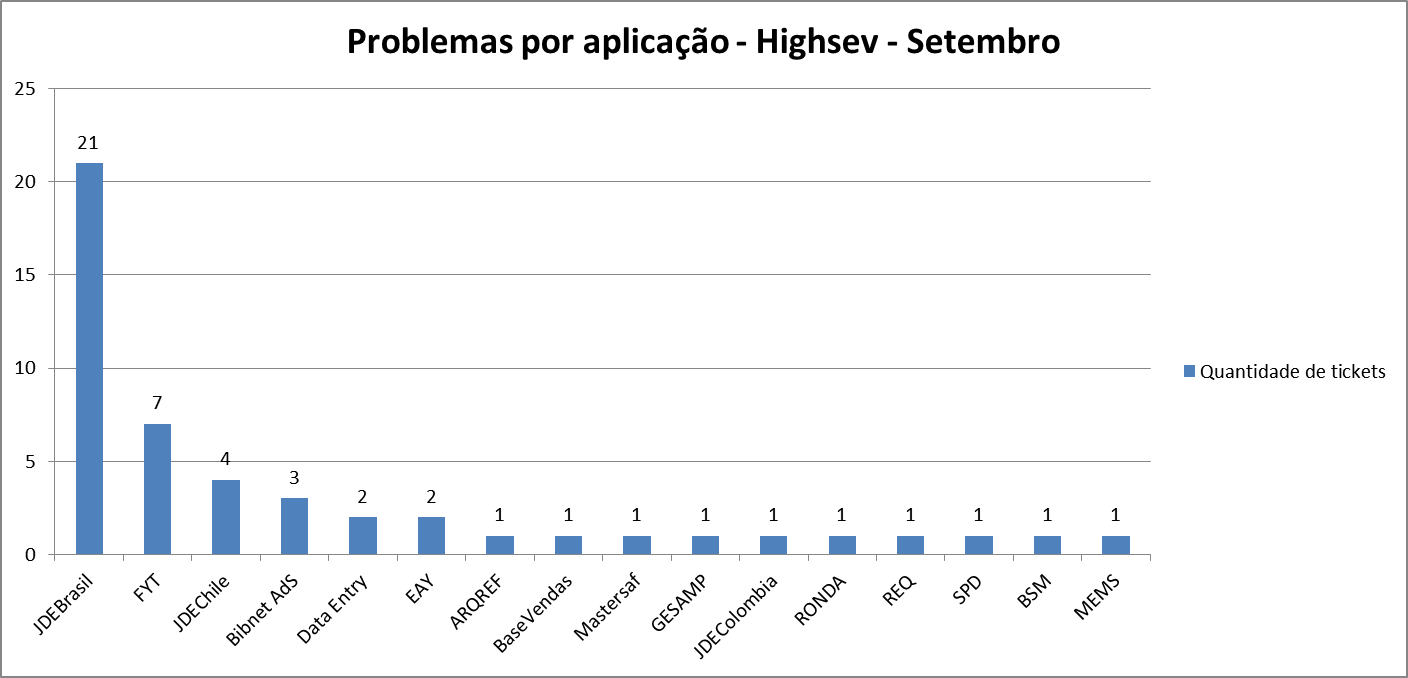 Problemas por aplicação - Highsev - Setembro
25
20
15
10
5
0
21
7
4
3
2
2
1
1
1
1
1
1
1
1
1
1
JDEBrasil
FYT
JDEChile
Bibnet AdS
Data Entry
EAY
ARQREF
BaseVendas
Mastersaf
GESAMP
JDEColombia
RONDA
REQ
SPD
BSM
MEMS
Quantidade de tickets